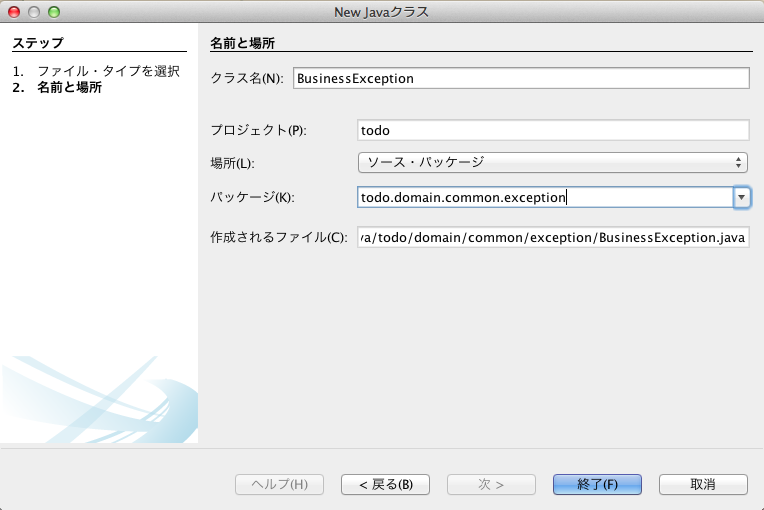 New Javaクラス
ステップ
1. ファイル・タイプを選択
2. 名前と場所
名前と場所
クラス名(N): BusinessException
プロジェクト(P): todo
場所(L): ソース・パッケージ
パッケージ(K): todo.domain.common.exception
作成されるファイル(C): va/todo/domain/common/exception/BusinessException.java
ヘルプ(H) < 戻る(B) 次 > 終了(F) 取消